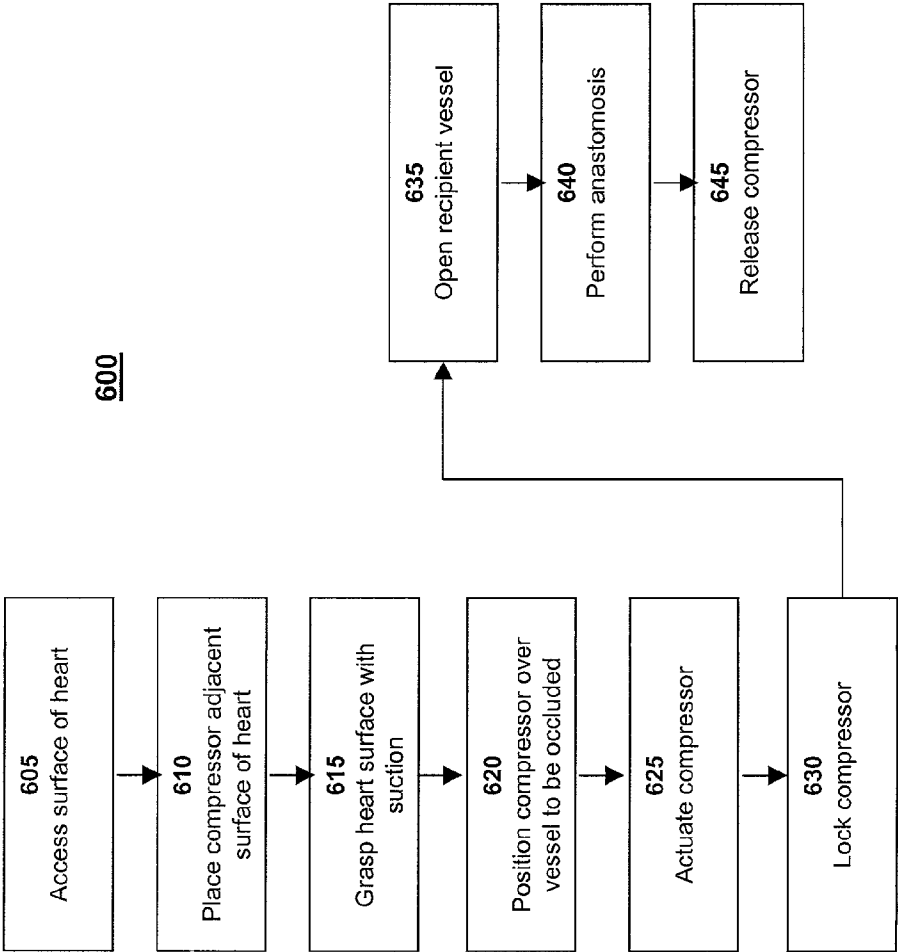 600
605
Access surface of heart
610
Place compressor adjacent
surface of heart
615
Grasp heart surface with
suction
620
Position compressor over
vessel to be occluded
625
Actuate compressor
630
Lock compressor
635
Open recipient vessel
640
Perform anastomosis
645
Release compressor